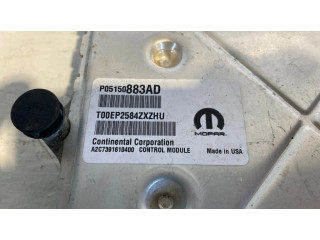 P05150883AD
T00EP2584ZXZHU
MOPAR
Continental Corporation
A2C7391610400 CONTROL MODULE Made in USA